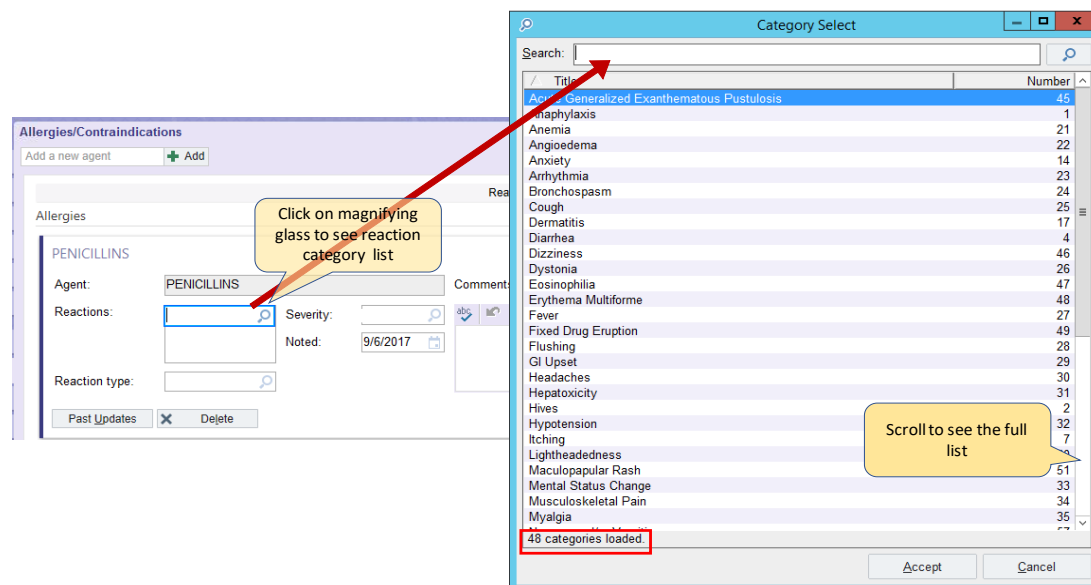 Category Select
Search:
Title
Number
Acute Generalized Exanthematous Pustulosis 45
Anaphylaxis 1
Anemia 21
Angioedema 22
Anxiety 14
Arrhythmia 23
Bronchospasm 24
Cough 25
Dermatitis 17
Diarrhea 4
Dizziness 46
Dystonia 26
Eosinophilia 47
Erythema Multiforme 48
Fever 27
Fixed Drug Eruption 49
Flushing 28
GI Upset 29
Headaches 30
Hepatoxicity 31
Hives 2
Hypotension 32
Itching 7
Lightheadedness
Maculopapular Rash 51
Mental Status Change 33
Musculoskeletal Pain 34
Myalgia 35
48 categories loaded.
Accept Cancel
Scroll to see the full
list
Allergies/Contraindications
Add a new agent Add
Rea
Allergies
Click on magnifying
glass to see reaction
category list
PENICILLINS
Agent: PENICILLINS Comments
Reactions: Severity: abc
Noted: 9/6/2017
Reaction type:
Past Updates Delete